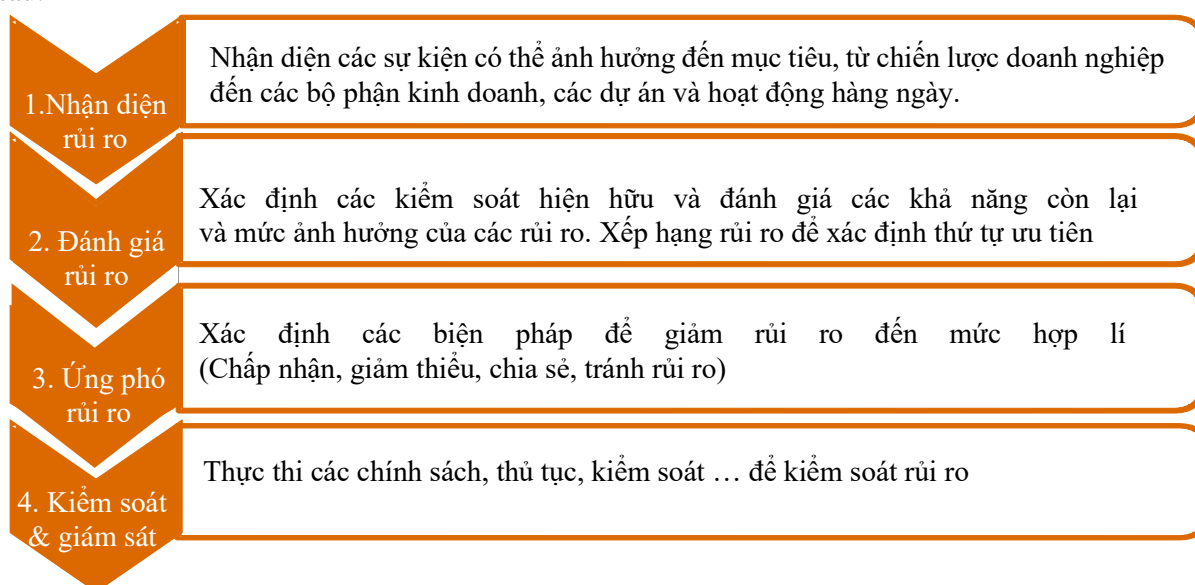 1.Nhận diện
rủi ro
Nhận diện các sự kiện có thể ảnh hưởng đến mục tiêu, từ chiến lược doanh nghiệp
đến các bộ phận kinh doanh, các dự án và hoạt động hàng ngày.
2. Đánh giá
rủi ro
Xác định các kiểm soát hiện hữu và đánh giá các khả năng còn lại
và mức ảnh hưởng của các rủi ro. Xếp hạng rủi ro để xác định thứ tự ưu tiên
3. Ứng phó
rủi ro
Xác định các biện pháp để giảm rủi ro đến mức hợp lí
(Chấp nhận, giảm thiểu, chia sẻ, tránh rủi ro)
4. Kiểm soát
& giám sát
Thực thi các chính sách, thủ tục, kiểm soát … để kiểm soát rủi ro